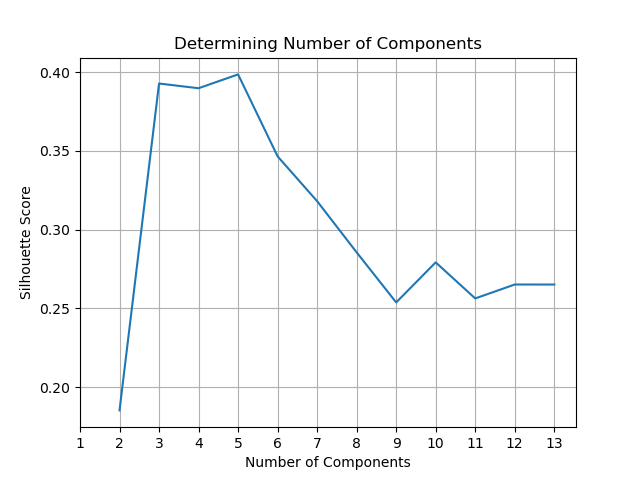 Determining Number of Components
0.40
0.35
0.30
0.25
0.20
Silhouette Score
1 2 3 4 5 6 7 8 9 10 11 12 13
Number of Components